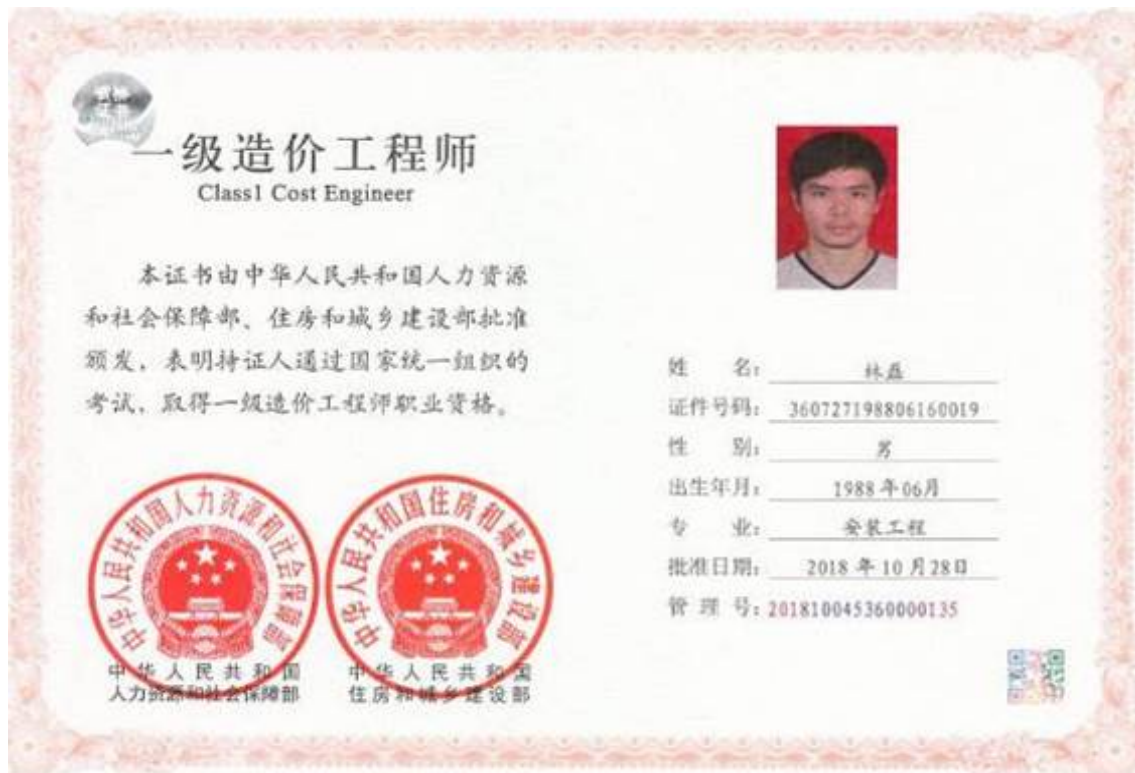 一级造价工程师
Class1 Cost Engineer
本证书由中华人民共和国人力资源
和社会保障部、住房和城乡建设部批准
颁发，表明持证人通过国家统一组织的
考试，取得一级造价工程师职业资格。
中华人民共和国人力资源和社会保障部
中华人民共和国住房和城乡建设部
中华人民共和国
人力资源和社会保障部
中华人民共和国
住房和城乡建设部
姓 名：林磊
证件号码：360727198806160019
性 别：男
出生年月：1988年06月
专 业：安装工程
批准日期：2018年10月28日
管 理 号：201810045360000135